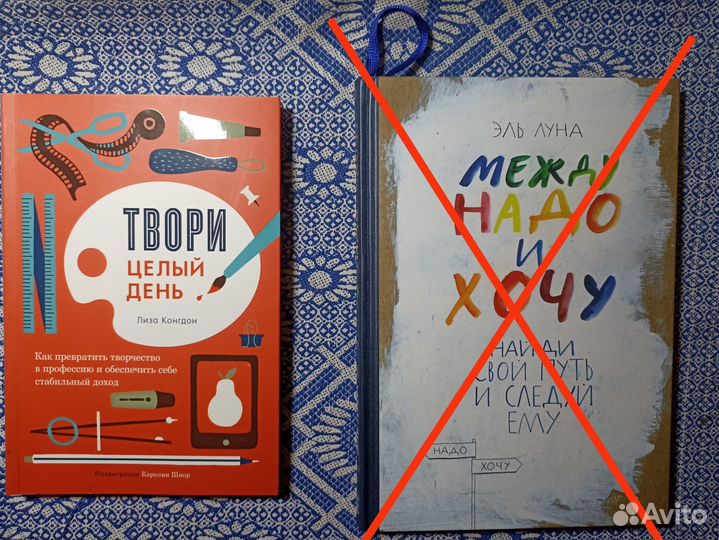 ТВОРИ
ЦЕЛЫЙ
ДЕНЬ
Лиза Конгдон
Как превратить творчество
в профессию и обеспечить себе
стабильный доход
Иллюстрации Каролин Шнор
ЭЛЬ ЛУНА
МЕЖДУ
НАДО
И
ХОЧУ
НАЙДИ
СВОЙ ПУТЬ
И СЛЕДУЙ
ЕМУ
НАДО
ХОЧУ
Avito